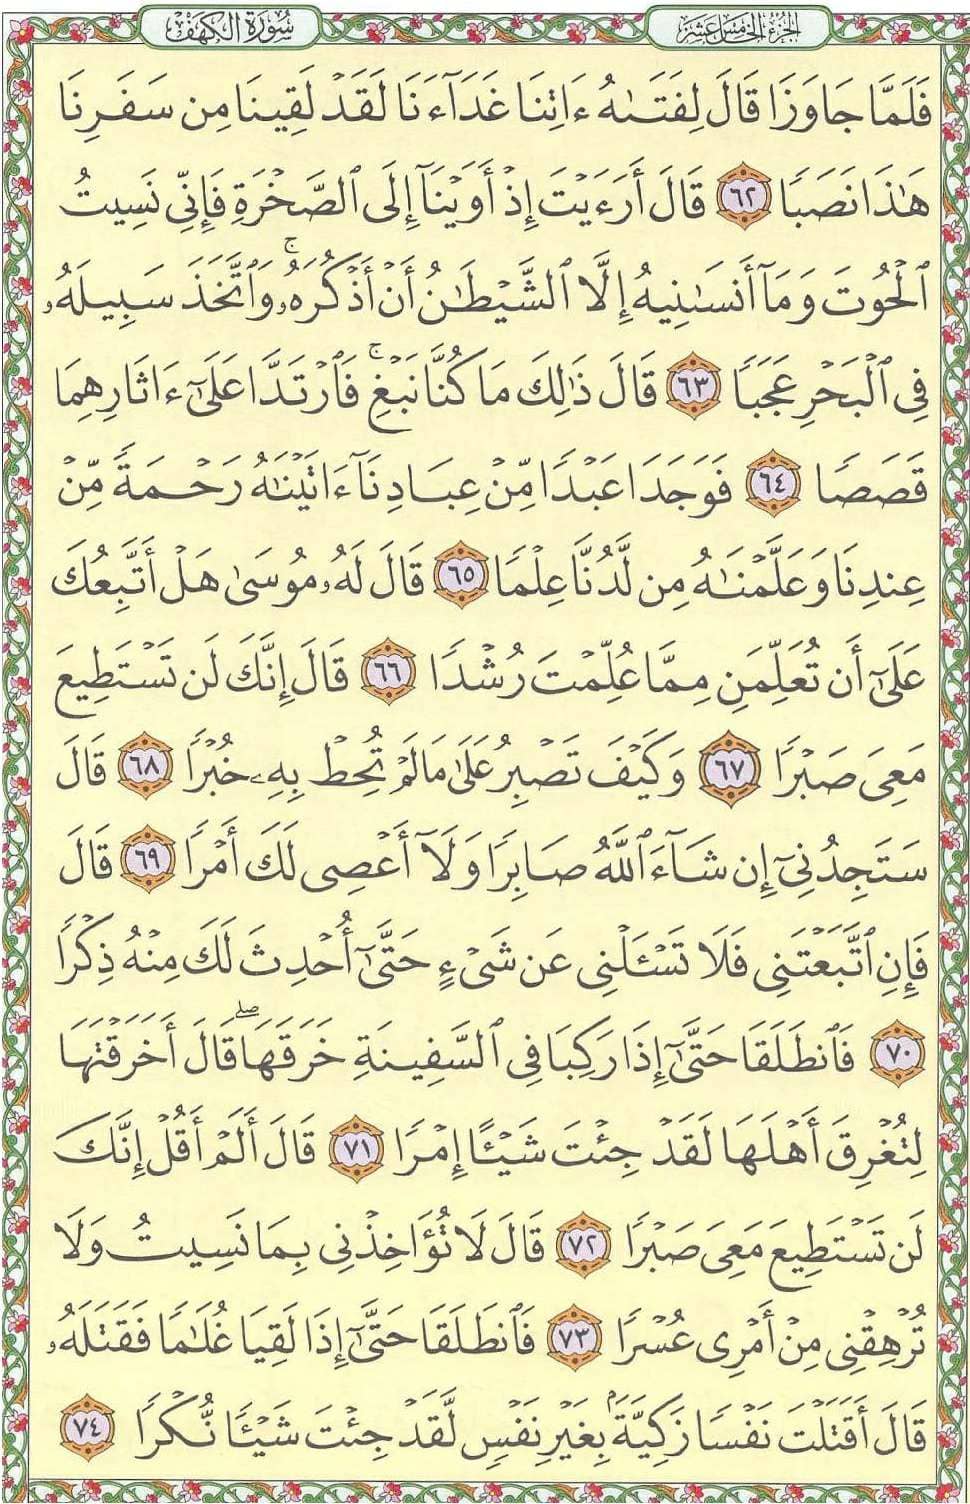 الجزء الخامس عشر
سُورَةُ الكَهْفِ
فَلَمَّا جَاوَزَا قَالَ لِفَتَىٰهُ ءَاتِنَا غَدَآءَنَا لَقَدْ لَقِينَا مِن سَفَرِنَا
هَٰذَا نَصَبًا ٦٢ قَالَ أَرَءَيْتَ إِذْ أَوَيْنَآ إِلَى ٱلصَّخْرَةِ فَإِنِّي نَسِيتُ
ٱلْحُوتَ وَمَآ أَنسَىٰنِيهُ إِلَّا ٱلشَّيْطَٰنُ أَنْ أَذْكُرَهُۥۚ وَٱتَّخَذَ سَبِيلَهُۥ
فِي ٱلْبَحْرِ عَجَبًا ٦٣ قَالَ ذَٰلِكَ مَا كُنَّا نَبْغِۚ فَٱرْتَدَّا عَلَىٰٓ ءَاثَارِهِمَا
قَصَصًا ٦٤ فَوَجَدَا عَبْدًا مِّنْ عِبَادِنَآ ءَاتَيْنَٰهُ رَحْمَةً مِّنْ
عِندِنَا وَعَلَّمْنَٰهُ مِن لَّدُنَّا عِلْمًا ٦٥ قَالَ لَهُۥ مُوسَىٰ هَلْ أَتَّبِعُكَ
عَلَىٰٓ أَن تُعَلِّمَنِ مِمَّا عُلِّمْتَ رُشْدًا ٦٦ قَالَ إِنَّكَ لَن تَسْتَطِيعَ
مَعِيَ صَبْرًا ٦٧ وَكَيْفَ تَصْبِرُ عَلَىٰ مَا لَمْ تُحِطْ بِهِۦ خُبْرًا ٦٨ قَالَ
سَتَجِدُنِيٓ إِن شَآءَ ٱللَّهُ صَابِرًا وَلَآ أَعْصِي لَكَ أَمْرًا ٦٩ قَالَ
فَإِنِ ٱتَّبَعْتَنِي فَلَا تَسْـَٔلْنِي عَن شَيْءٍ حَتَّىٰٓ أُحْدِثَ لَكَ مِنْهُ ذِكْرًا
٧٠ فَٱنطَلَقَا حَتَّىٰٓ إِذَا رَكِبَا فِي ٱلسَّفِينَةِ خَرَقَهَاۖ قَالَ أَخَرَقْتَهَا
لِتُغْرِقَ أَهْلَهَا لَقَدْ جِئْتَ شَيْـًٔا إِمْرًا ٧١ قَالَ أَلَمْ أَقُلْ إِنَّكَ
لَن تَسْتَطِيعَ مَعِيَ صَبْرًا ٧٢ قَالَ لَا تُؤَاخِذْنِي بِمَا نَسِيتُ وَلَا
تُرْهِقْنِي مِنْ أَمْرِي عُسْرًا ٧٣ فَٱنطَلَقَا حَتَّىٰٓ إِذَا لَقِيَا غُلَٰمًا فَقَتَلَهُۥ
قَالَ أَقَتَلْتَ نَفْسًا زَكِيَّةَۢ بِغَيْرِ نَفْسٍ لَّقَدْ جِئْتَ شَيْـًٔا نُّكْرًا ٧٤